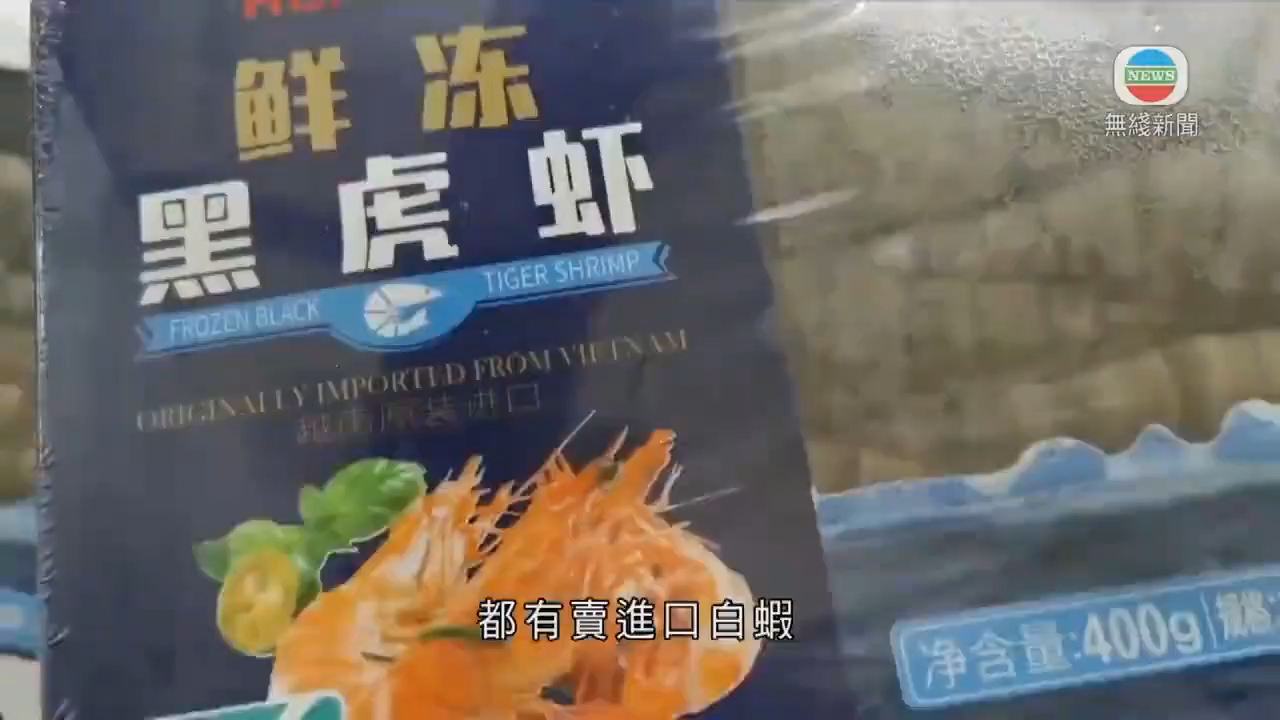 鲜冻
黑虎虾
FROZEN BLACK TIGER SHRIMP
ORIGINALLY IMPORTED FROM VIETNAM
越南原装进口
NEWS
無綫新聞
净含量:400g
都有賣進口白蝦